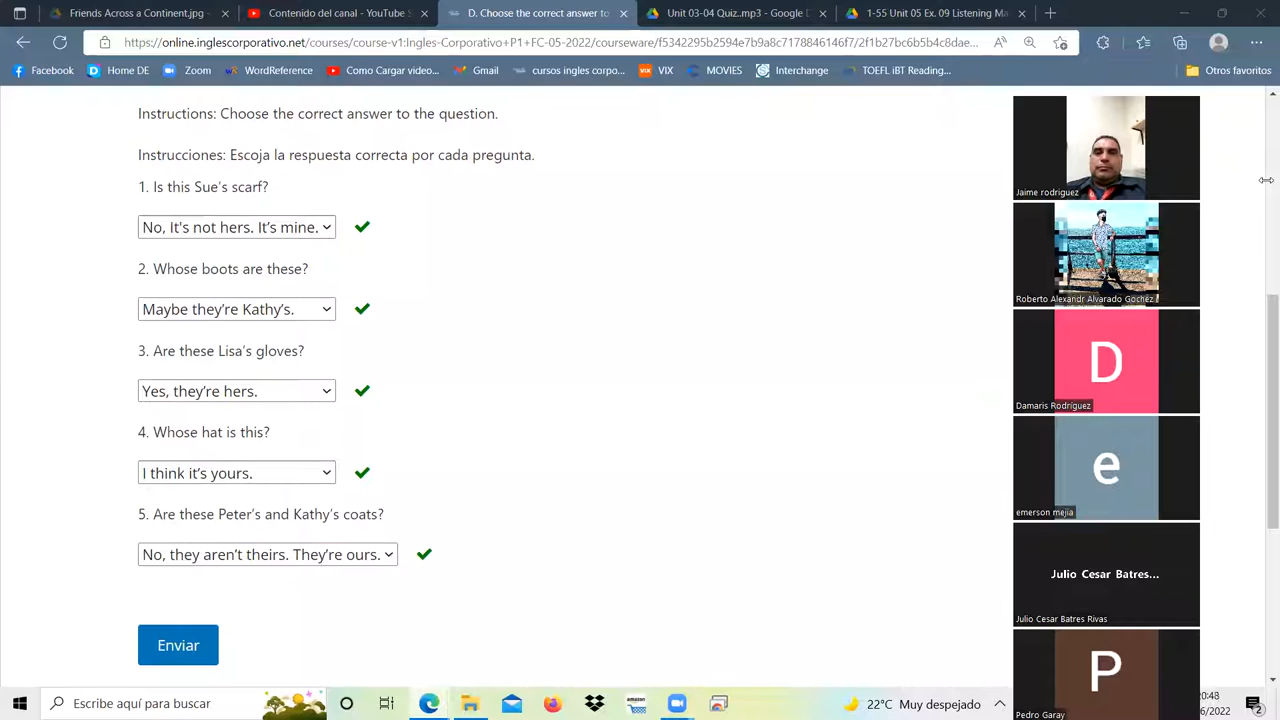 Friends Across a Continent.jpg
Contenido del canal - YouTube S
D. Choose the correct answer to
Unit 03-04 Quiz.mp3 - Google D
1-55 Unit 05 Ex. 09 Listening Ma
https://online.inglescorporativo.net/courses/course-v1:Ingles-Corporativo+P1+FC-05-2022/courseware/f5342295b2594e7b9a8c7178846146f7/2f1b27bc6b5b4c8dae...
Facebook
Home DE
Zoom
WordReference
Como Cargar video...
Gmail
cursos ingles corpo...
VIX
MOVIES
Interchange
TOEFL iBT Reading...
Otros favoritos
Instructions: Choose the correct answer to the question.
Instrucciones: Escoja la respuesta correcta por cada pregunta.
1. Is this Sue's scarf?
No, It's not hers. It's mine.
2. Whose boots are these?
Maybe they're Kathy's.
3. Are these Lisa's gloves?
Yes, they're hers.
4. Whose hat is this?
I think it's yours.
5. Are these Peter's and Kathy's coats?
No, they aren't theirs. They're ours.
Enviar
Jaime rodriguez
Roberto Alexandr Alvarado Gochez
D
Damaris Rodríguez
e
emerson mejia
Julio Cesar Batres...
Julio Cesar Batres Rivas
P
Pedro Garay
Escribe aquí para buscar
amazon
22°C Muy despejado
0:48
6/2022
2